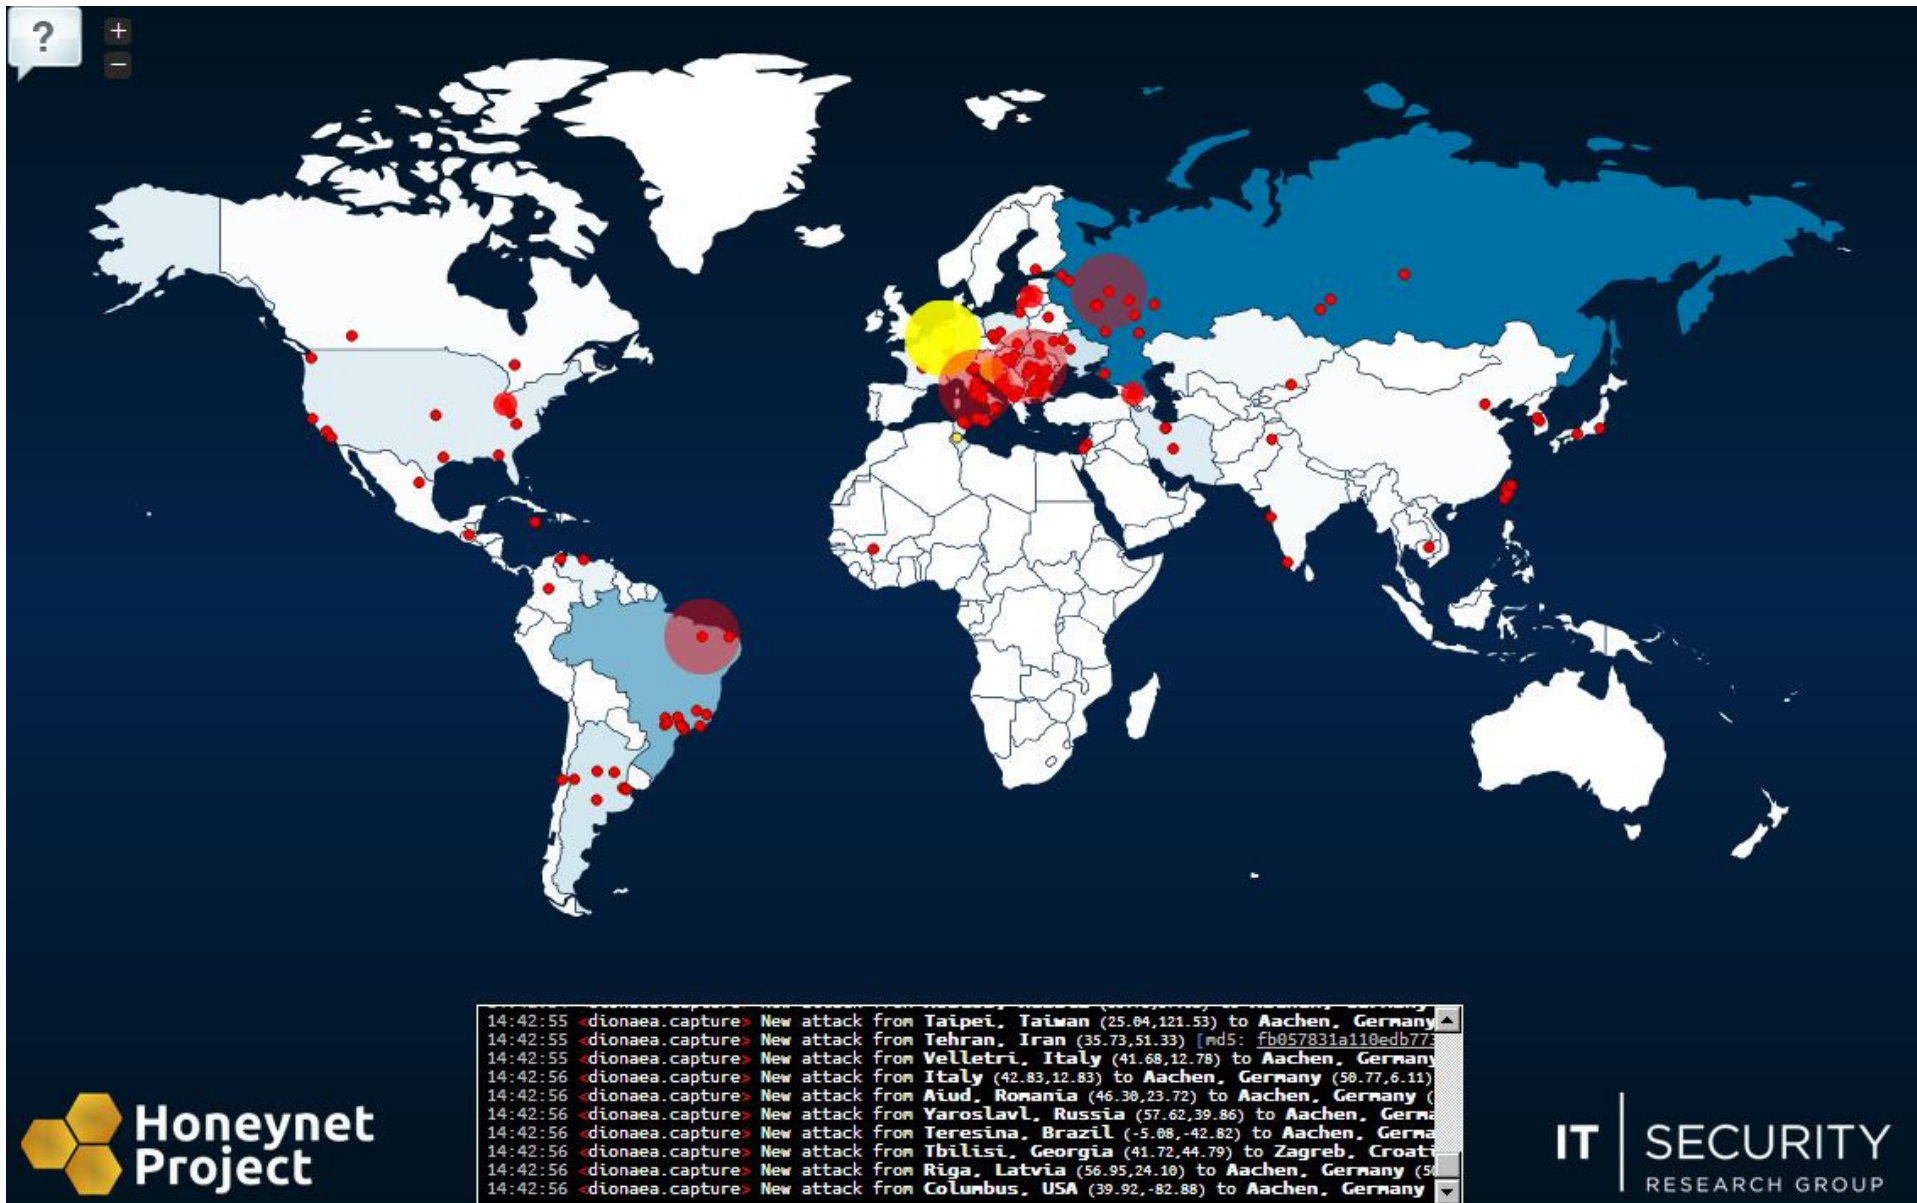 ?
+
−
14:42:55 <dionaea.capture> New attack from Taipei, Taiwan (25.04,121.53) to Aachen, Germany
14:42:55 <dionaea.capture> New attack from Tehran, Iran (35.73,51.33) [md5: fb057831a110edb773
14:42:55 <dionaea.capture> New attack from Velletri, Italy (41.68,12.78) to Aachen, Germany
14:42:56 <dionaea.capture> New attack from Italy (42.83,12.83) to Aachen, Germany (50.77,6.11)
14:42:56 <dionaea.capture> New attack from Aiud, Romania (46.30,23.72) to Aachen, Germany (
14:42:56 <dionaea.capture> New attack from Yaroslavl, Russia (57.62,39.86) to Aachen, Germa
14:42:56 <dionaea.capture> New attack from Teresina, Brazil (-5.08,-42.82) to Aachen, Germa
14:42:56 <dionaea.capture> New attack from Tbilisi, Georgia (41.72,44.79) to Zagreb, Croati
14:42:56 <dionaea.capture> New attack from Riga, Latvia (56.95,24.10) to Aachen, Germany (50
14:42:56 <dionaea.capture> New attack from Columbus, USA (39.92,-82.88) to Aachen, Germany
Honeynet
Project
IT | SECURITY
RESEARCH GROUP